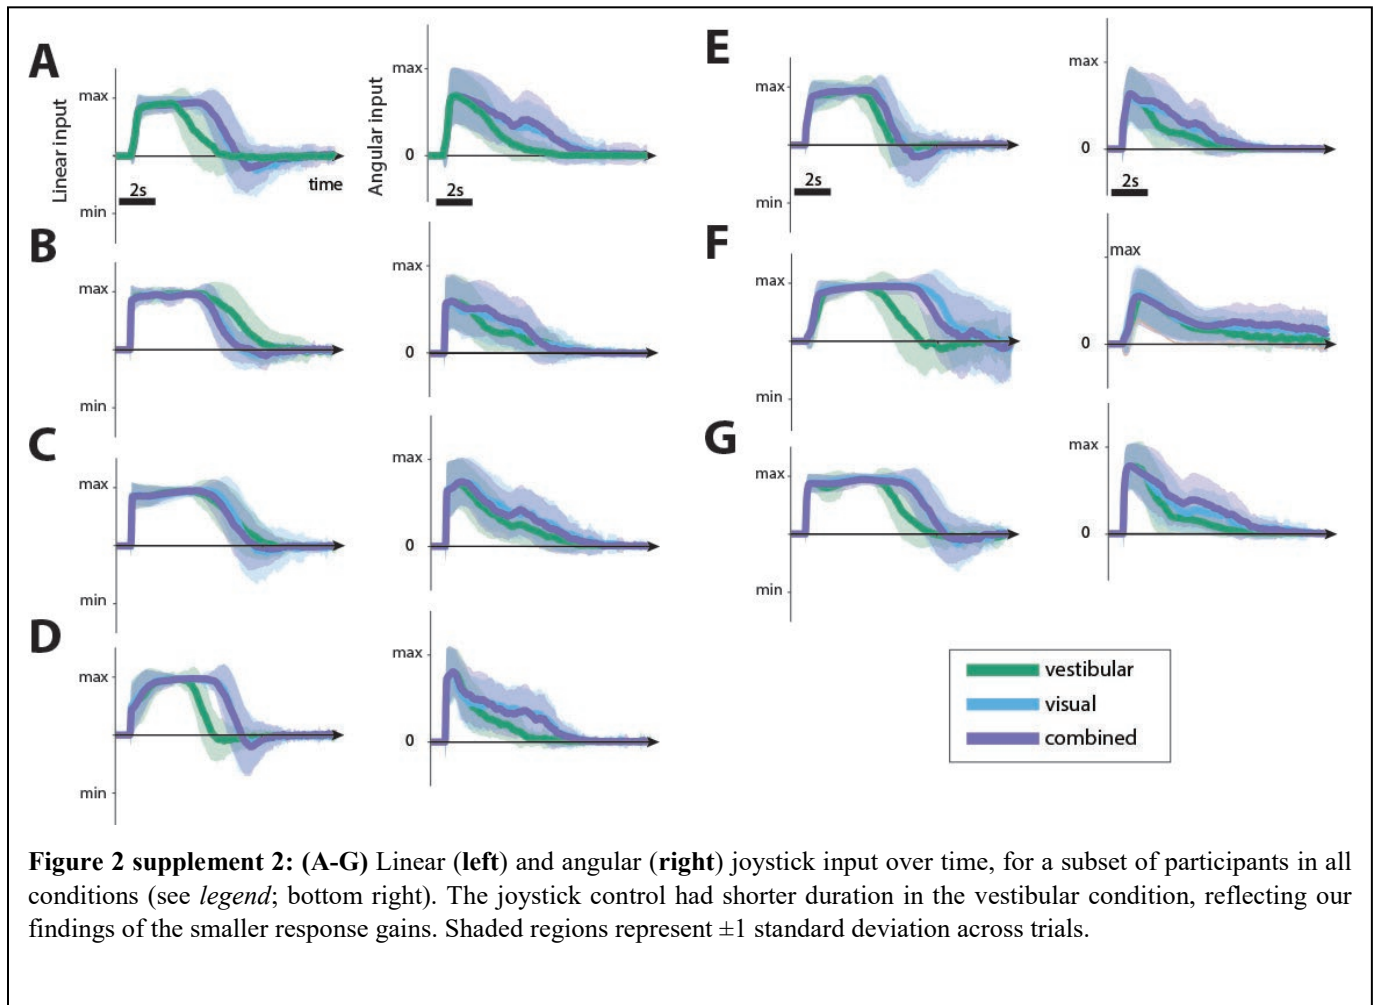 A
Linear input
max
min
2s
time
Angular input
max
0
2s
B
max
min
max
0
C
max
min
max
0
D
max
min
max
0
E
max
min
2s
max
0
2s
F
max
min
max
0
G
max
min
max
0
vestibular
visual
combined
Figure 2 supplement 2: (A-G) Linear (left) and angular (right) joystick input over time, for a subset of participants in all
conditions (see legend; bottom right). The joystick control had shorter duration in the vestibular condition, reflecting our
findings of the smaller response gains. Shaded regions represent ±1 standard deviation across trials.